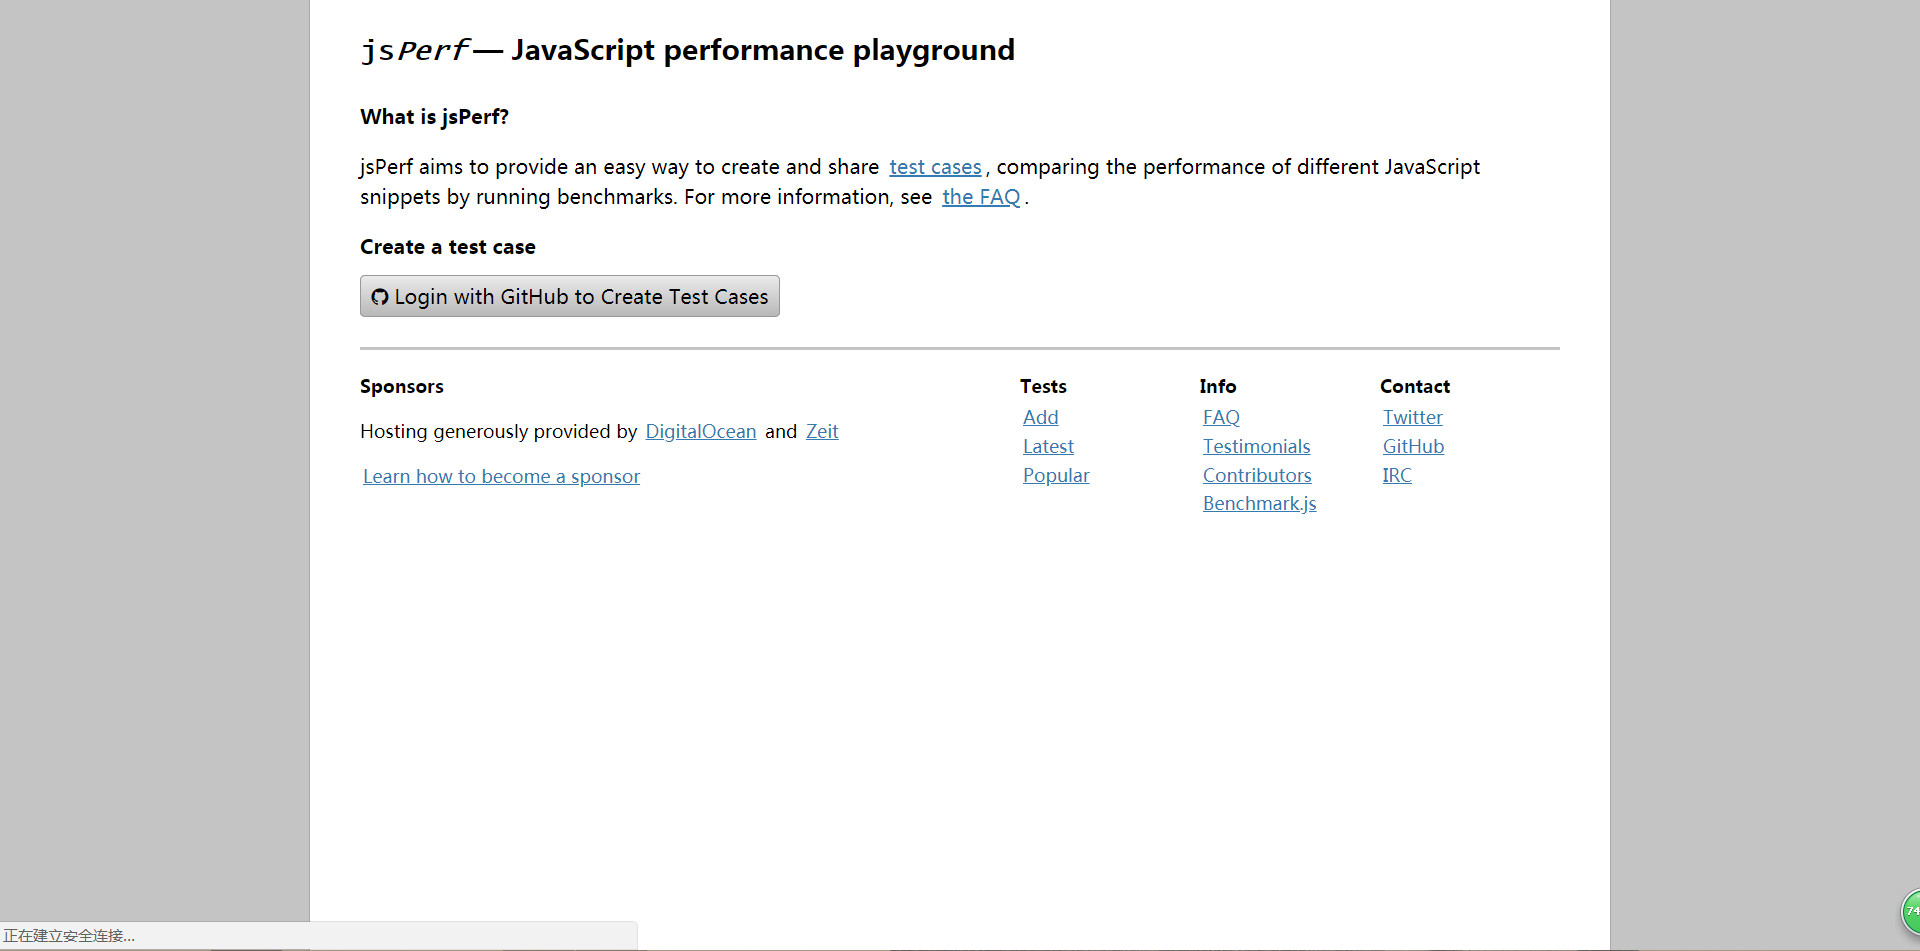 jsPerf — JavaScript performance playground
What is jsPerf?
jsPerf aims to provide an easy way to create and share test cases, comparing the performance of different JavaScript
snippets by running benchmarks. For more information, see the FAQ.
Create a test case
Login with GitHub to Create Test Cases
Sponsors
Hosting generously provided by DigitalOcean and Zeit
Learn how to become a sponsor
Tests
Add
Latest
Popular
Info
FAQ
Testimonials
Contributors
Benchmark.js
Contact
Twitter
GitHub
IRC
正在建立安全连接...
74